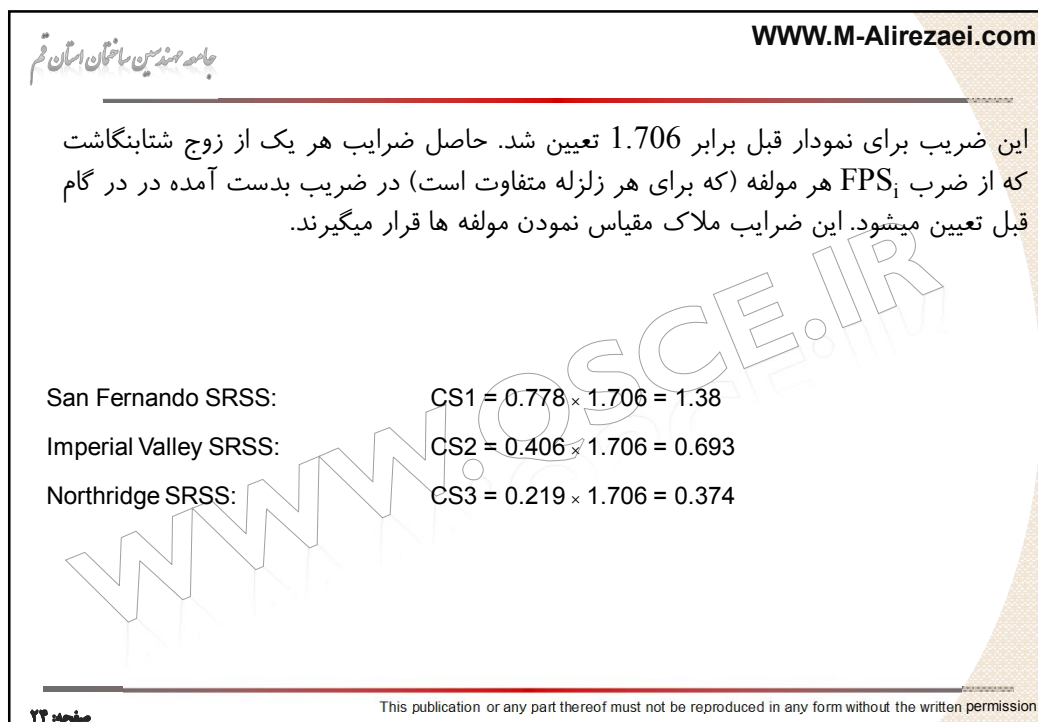 WWW.M-Alirezaei.com
جامعه مهندسین ساختمان استان قم
این ضریب برای نمودار قبل برابر 1.706 تعیین شد. حاصل ضرایب هر یک از زوج شتابنگاشت
که از ضرب FPSi هر مولفه (که برای هر زلزله متفاوت است) در ضریب بدست آمده در در گام
قبل تعیین میشود. این ضرایب ملاک مقیاس نمودن مولفه ها قرار میگیرند.
San Fernando SRSS: CS1 = 0.778 × 1.706 = 1.38
Imperial Valley SRSS: CS2 = 0.406 × 1.706 = 0.693
Northridge SRSS: CS3 = 0.219 × 1.706 = 0.374
WWW.QSCE.IR
This publication or any part thereof must not be reproduced in any form without the written permission
صفحه: ۲۴